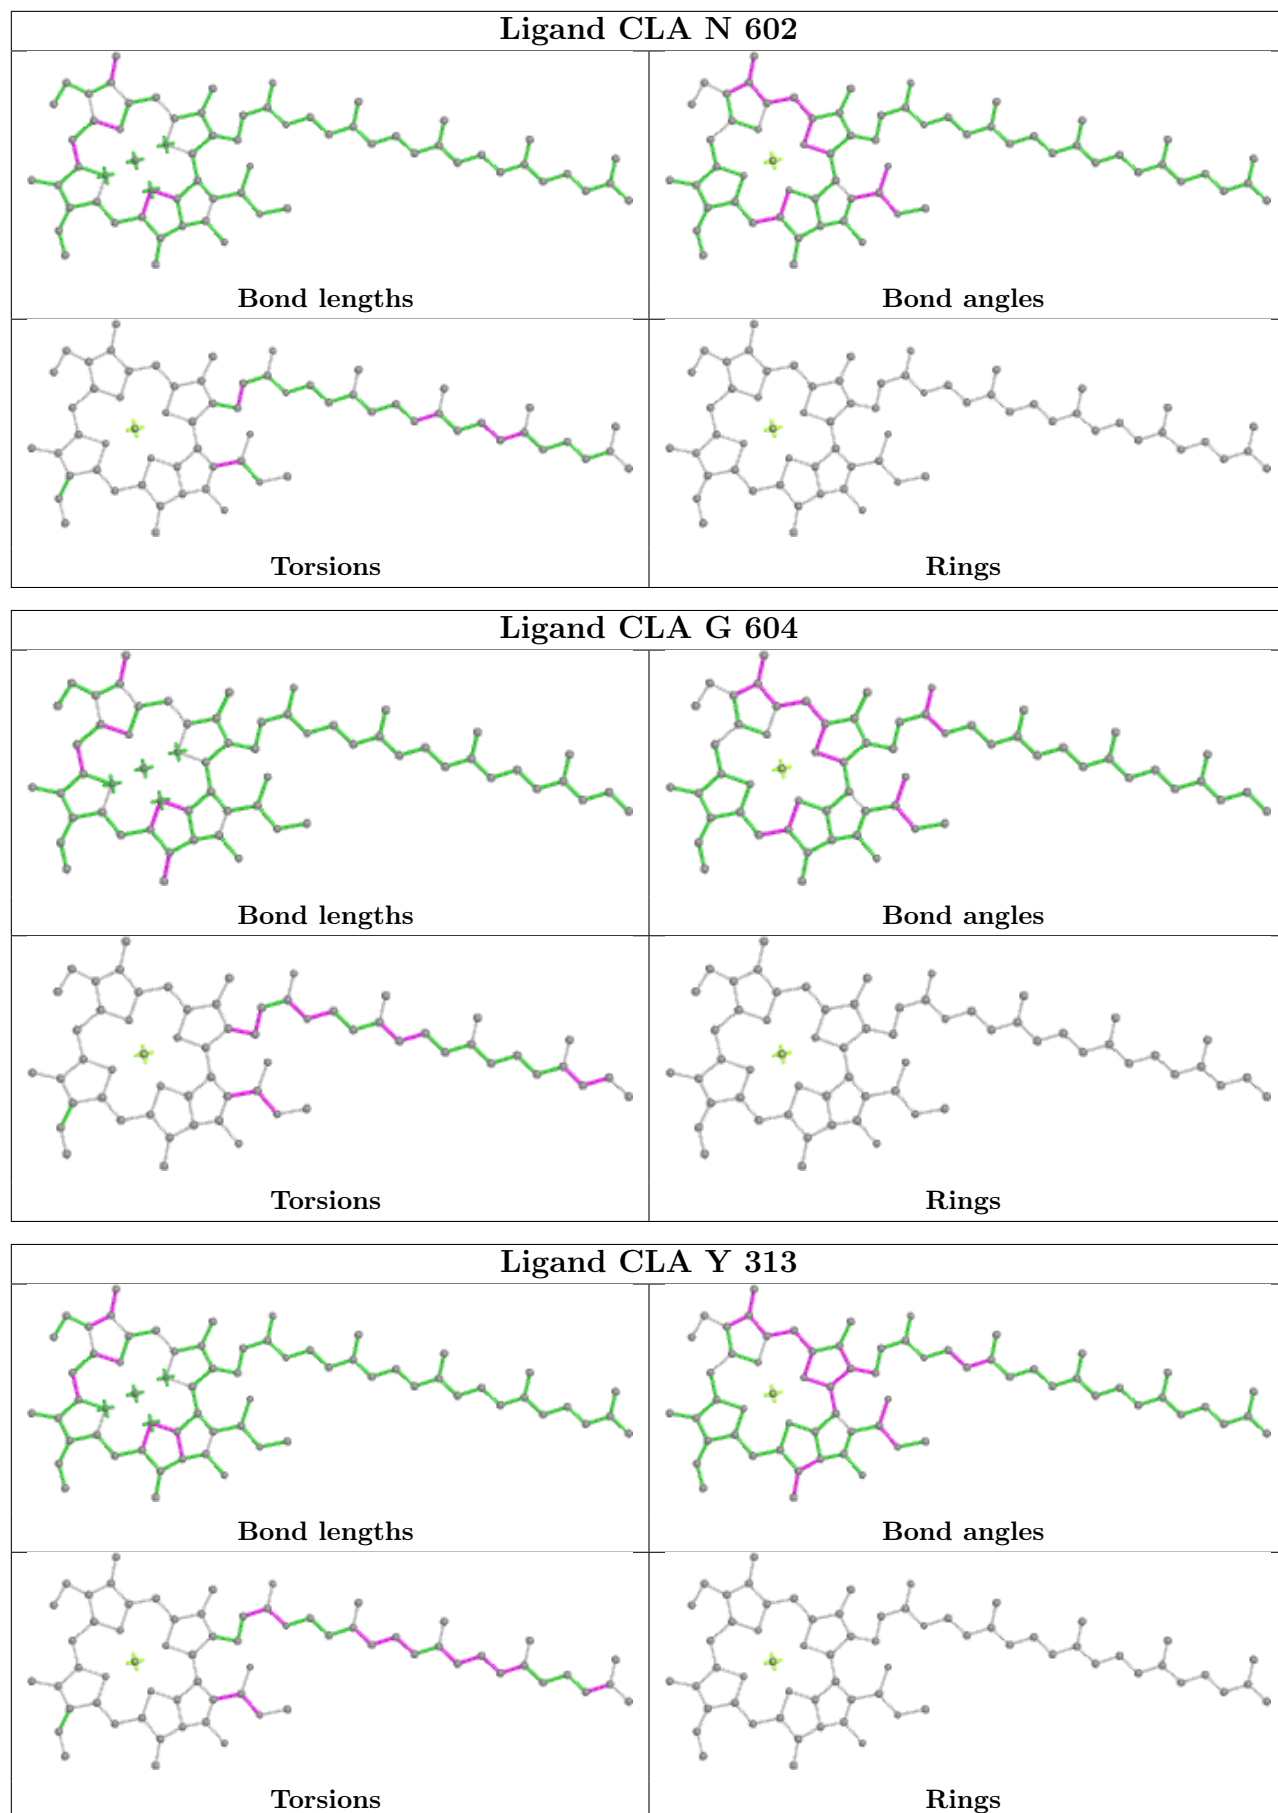 Ligand CLA N 602
Bond lengths
Bond angles
Torsions
Rings
Ligand CLA G 604
Bond lengths
Bond angles
Torsions
Rings
Ligand CLA Y 313
Bond lengths
Bond angles
Torsions
Rings